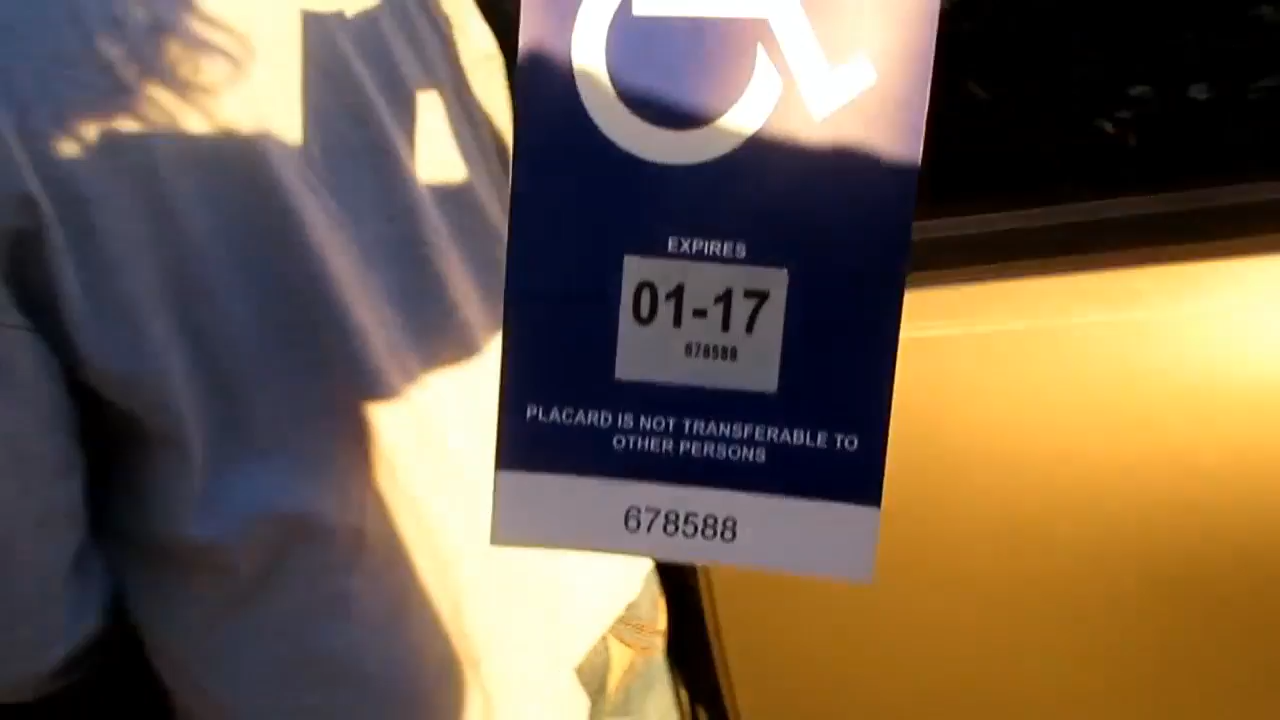 EXPIRES
01-17
678588
PLACARD IS NOT TRANSFERABLE TO
OTHER PERSONS
678588